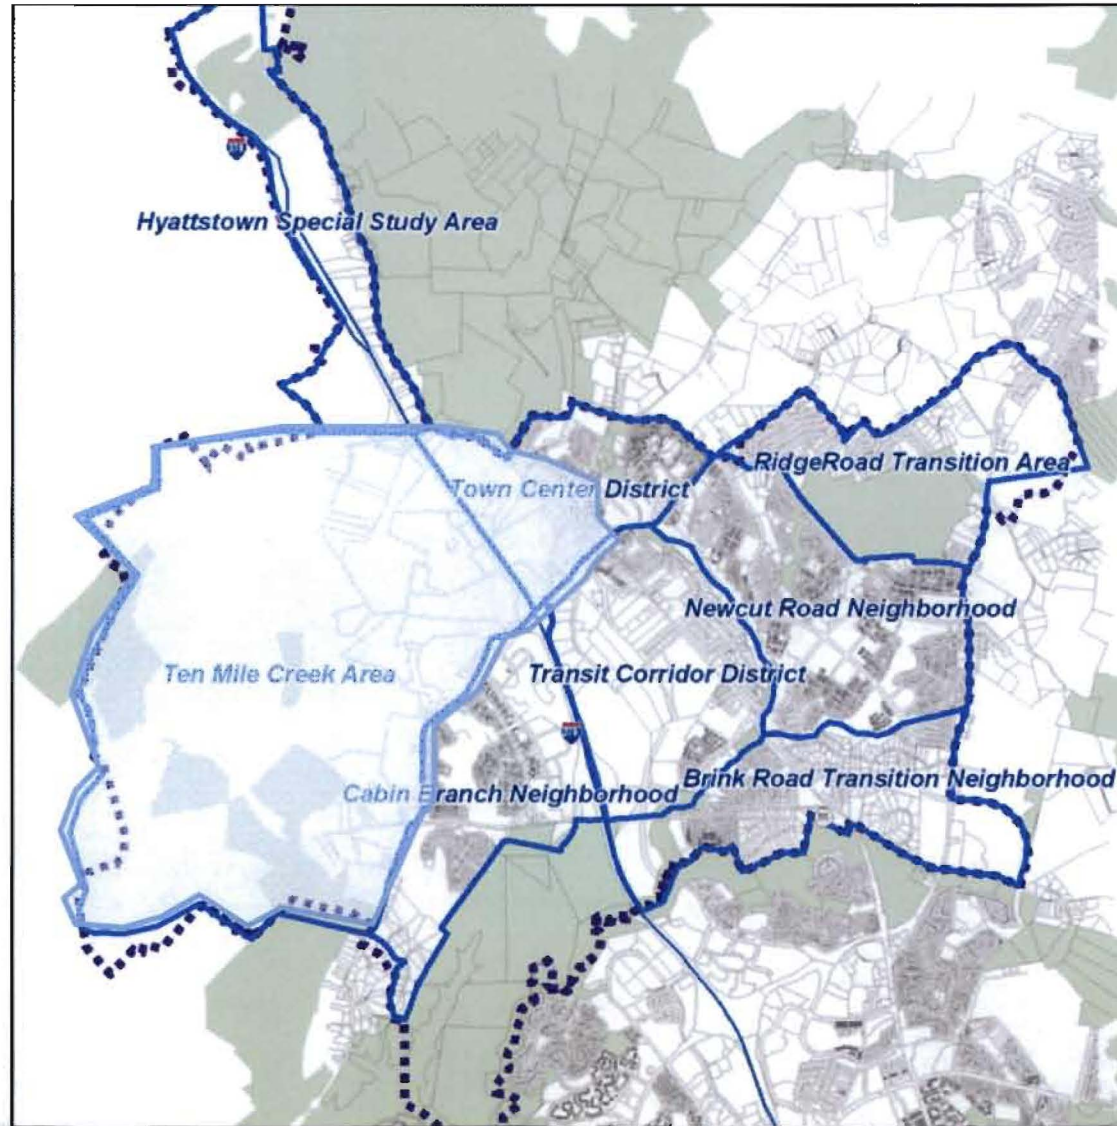 Hyattstown Special Study Area
RidgeRoad Transition Area
Town Center District
Newcut Road Neighborhood
Ten Mile Creek Area
Transit Corridor District
Cabin Branch Neighborhood
Brink Road Transition Neighborhood